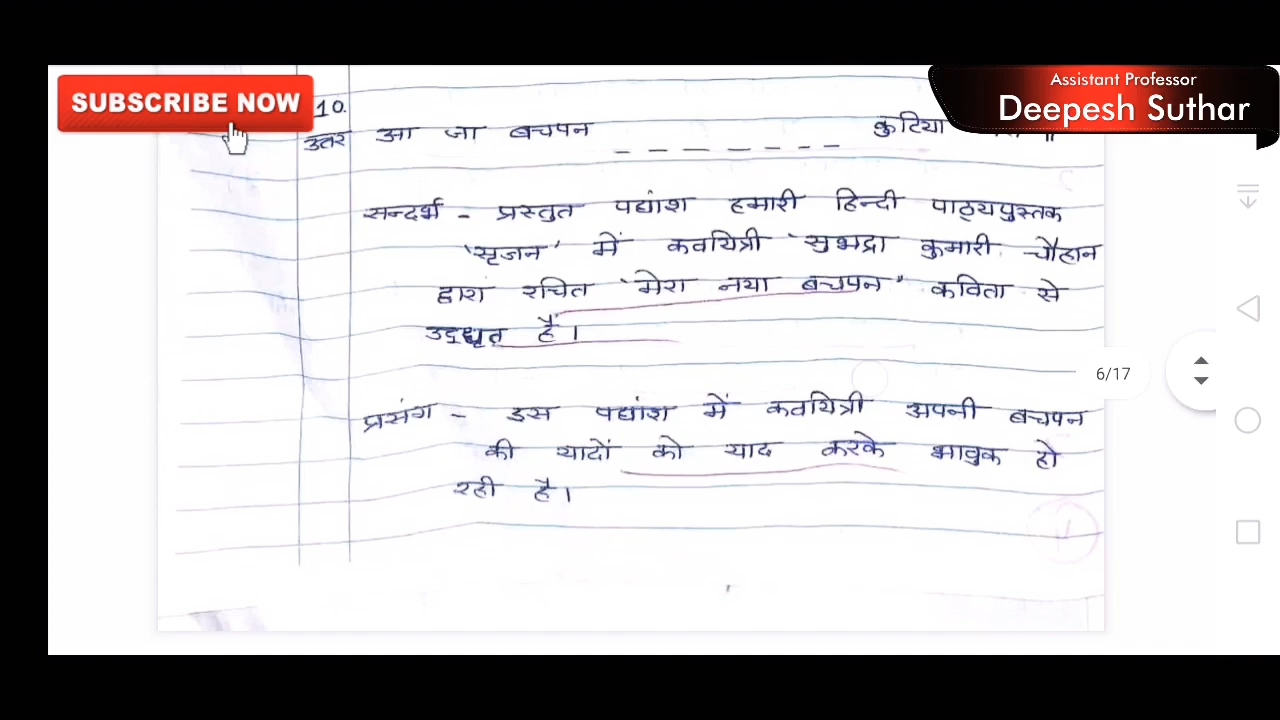 SUBSCRIBE NOW
Assistant Professor
Deepesh Suthar
10.
उत्तर आ जा बचपन _ _ _ _ _ _ _ _ कुटिया ॥
सन्दर्भ - प्रस्तुत पद्यांश हमारी हिन्दी पाठ्यपुस्तक
'सृजन' में कवयित्री 'सुभद्रा कुमारी चौहान
द्वारा रचित 'मेरा नया बचपन" कविता से
उद्धृत है।
6/17
प्रसंग - इस पद्यांश में कवयित्री अपनी बचपन
की यादों को याद करके भावुक हो
रही है।